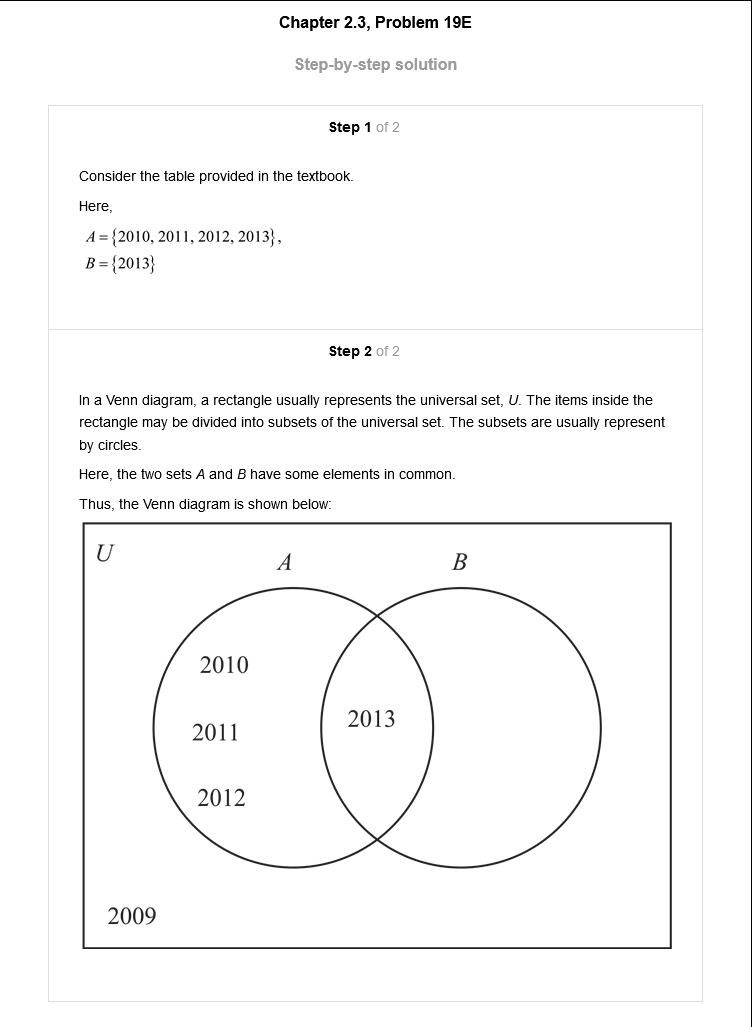 Chapter 2.3, Problem 19E
Step-by-step solution
Step 1 of 2
Consider the table provided in the textbook.
Here,
A = {2010, 2011, 2012, 2013},
B = {2013}
Step 2 of 2
In a Venn diagram, a rectangle usually represents the universal set, U. The items inside the
rectangle may be divided into subsets of the universal set. The subsets are usually represent
by circles.
Here, the two sets A and B have some elements in common.
Thus, the Venn diagram is shown below:
U
A B
2010
2013
2011
2012
2009